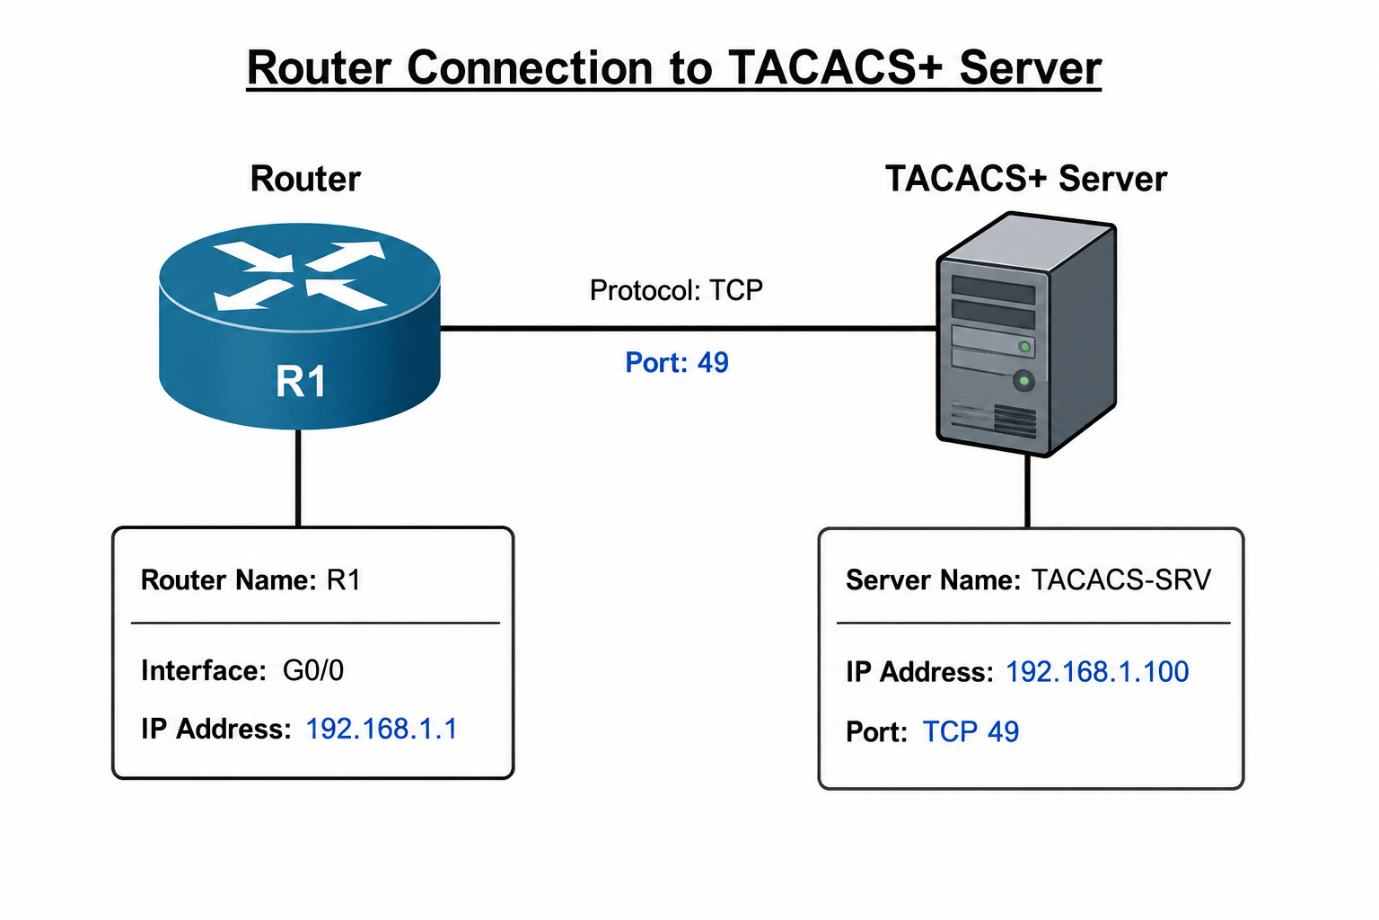 Router Connection to TACACS+ Server
Router
TACACS+ Server
Protocol: TCP
Port: 49
R1
Router Name: R1
Interface: G0/0
IP Address: 192.168.1.1
Server Name: TACACS-SRV
IP Address: 192.168.1.100
Port: TCP 49